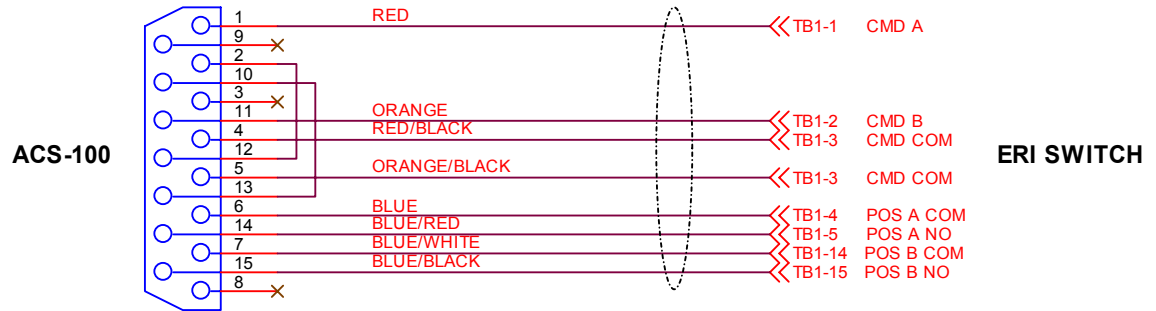 1 RED TB1-1 CMD A
9
2
10
3
11 ORANGE TB1-2 CMD B
4 RED/BLACK TB1-3 CMD COM
12
ACS-100 ERI SWITCH
5 ORANGE/BLACK TB1-3 CMD COM
13
6 BLUE TB1-4 POS A COM
14 BLUE/RED TB1-5 POS A NO
7 BLUE/WHITE TB1-14 POS B COM
15 BLUE/BLACK TB1-15 POS B NO
8